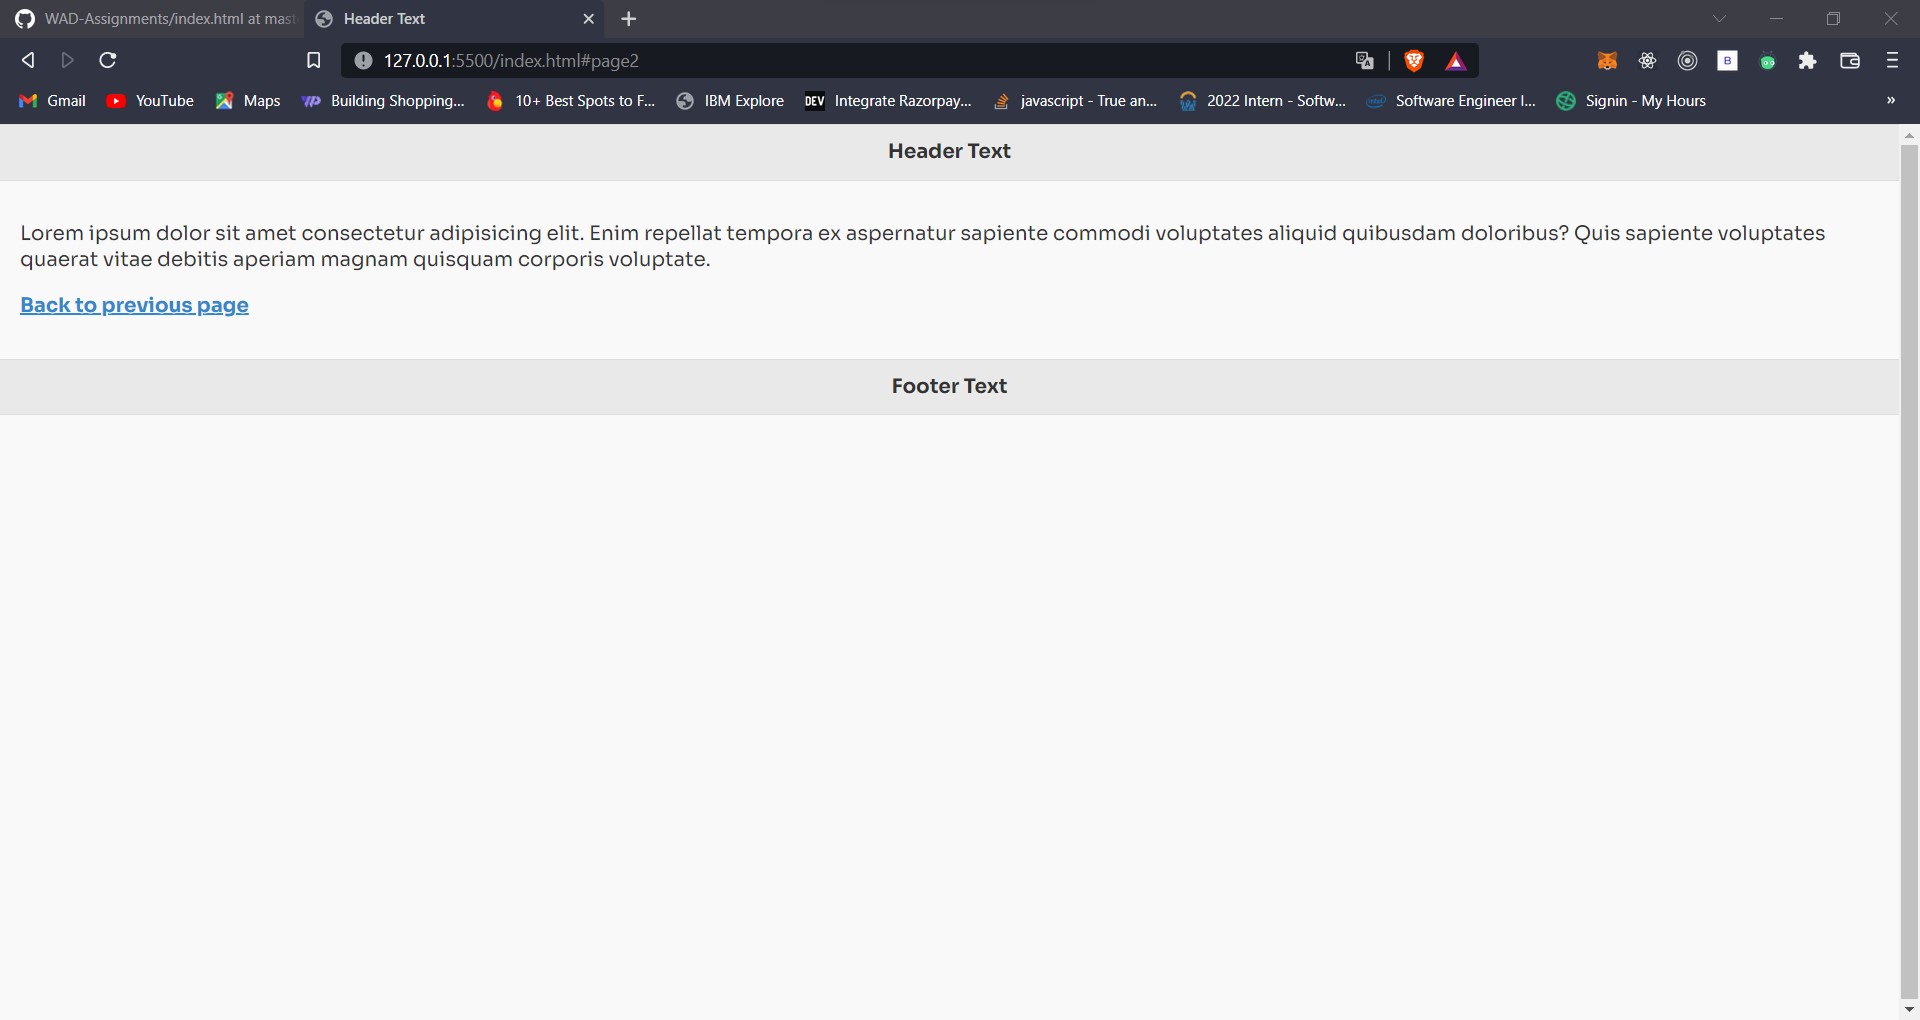 WAD-Assignments/index.html at mast
Header Text
127.0.0.1:5500/index.html#page2
B
Gmail
YouTube
Maps
Building Shopping...
10+ Best Spots to F...
IBM Explore
DEV
Integrate Razorpay...
javascript - True an...
2022 Intern - Softw...
Software Engineer I...
Signin - My Hours
»
Header Text
Lorem ipsum dolor sit amet consectetur adipisicing elit. Enim repellat tempora ex aspernatur sapiente commodi voluptates aliquid quibusdam doloribus? Quis sapiente voluptates
quaerat vitae debitis aperiam magnam quisquam corporis voluptate.
Back to previous page
Footer Text